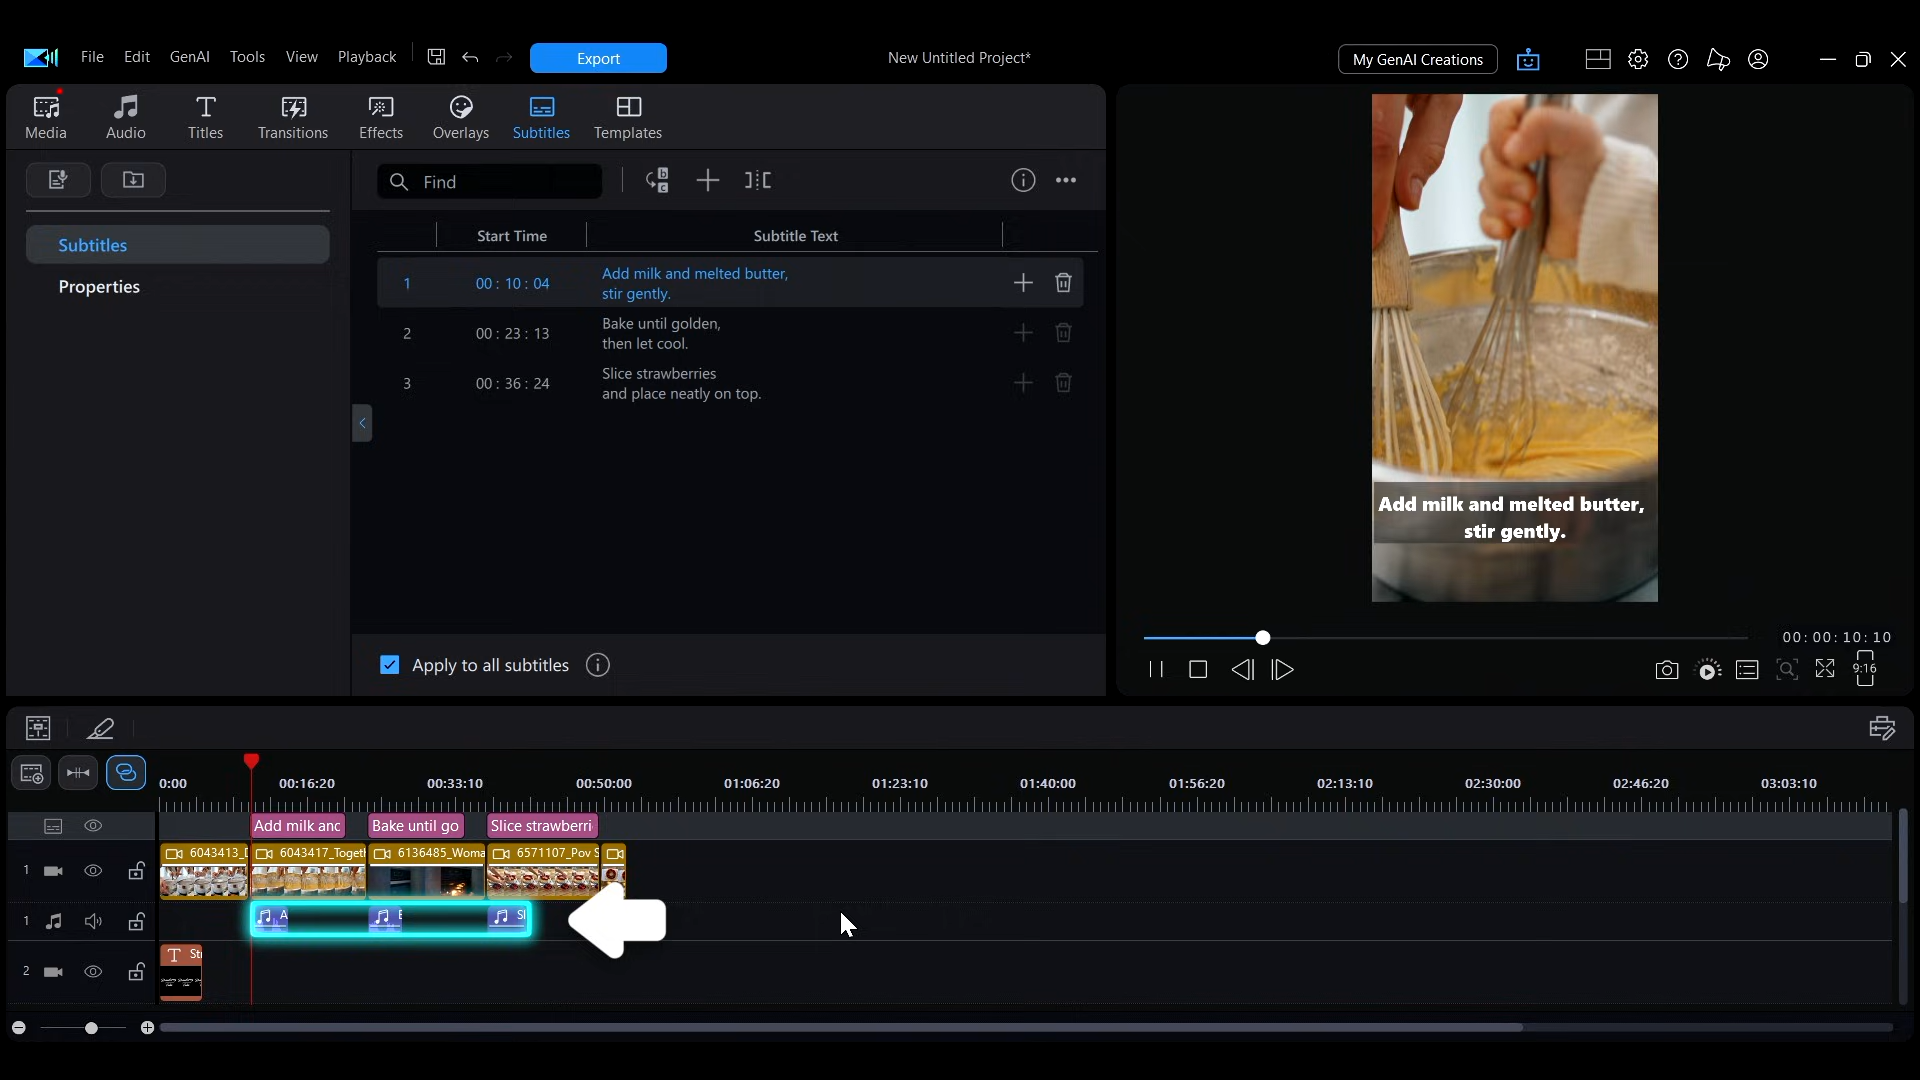 File Edit GenAI Tools View Playback Export New Untitled Project* My GenAI Creations
Media Audio Titles Transitions Effects Overlays Subtitles Templates
Find
Subtitles
Properties
Start Time Subtitle Text
1 00 : 10 : 04 Add milk and melted butter,
stir gently.
2 00 : 23 : 13 Bake until golden,
then let cool.
3 00 : 36 : 24 Slice strawberries
and place neatly on top.
Apply to all subtitles
Add milk and melted butter,
stir gently.
00:00:10:10
9:16
0:00 00:16:20 00:33:10 00:50:00 01:06:20 01:23:10 01:40:00 01:56:20 02:13:10 02:30:00 02:46:20 03:03:10
Add milk anc Bake until go Slice strawberri
1 6043413_ 6043417_Toget 6136485_Woma 6571107_Pov S
1 A Sl
2 St